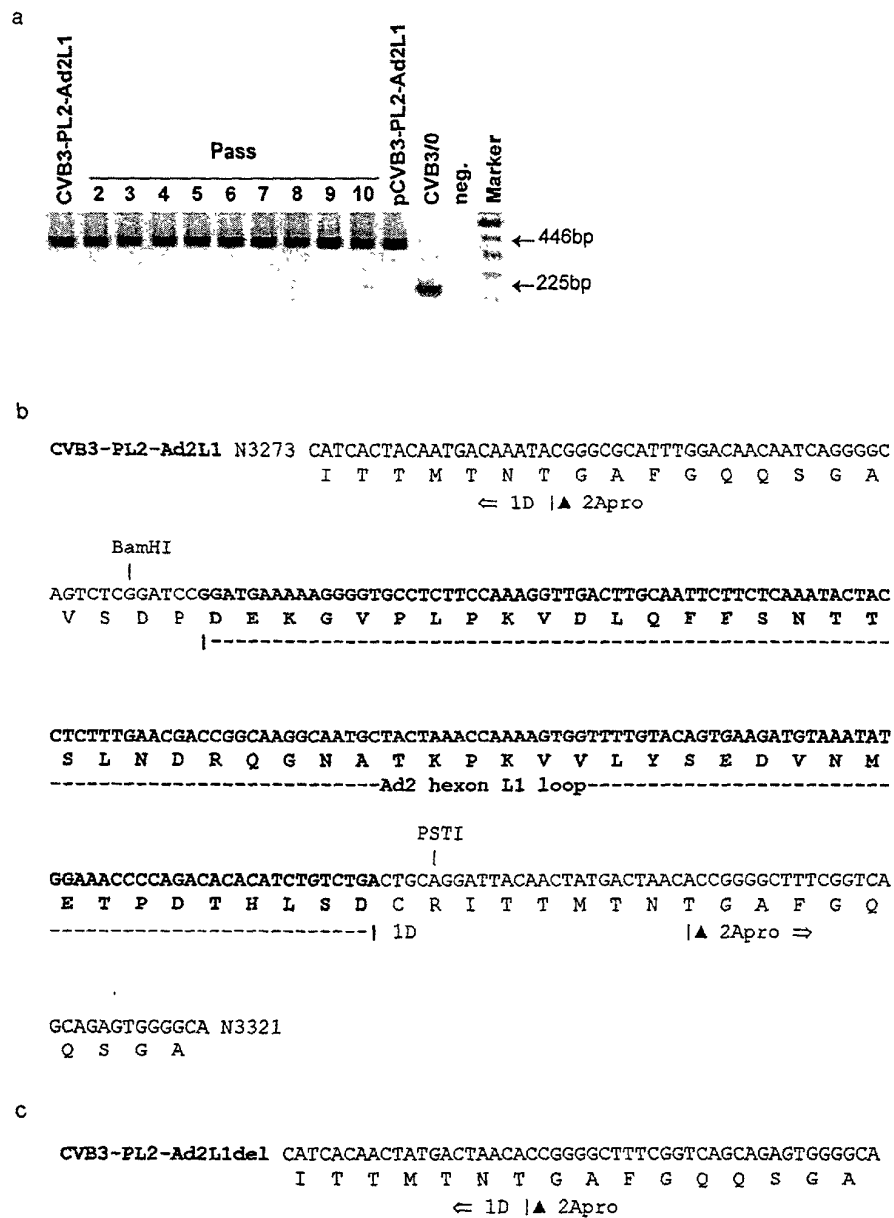 a
CVB3-PL2-Ad2L1
Pass
2 3 4 5 6 7 8 9 10
pCVB3-PL2-Ad2L1
CVB3/0
neg.
Marker
←446bp
←225bp
b
CVB3-PL2-Ad2L1 N3273 CATCACTACAATGACAAATACGGGCGCATTTGGACAACAATCAGGGGC
I T T M T N T G A F G Q Q S G A
⇐ 1D |▲ 2Apro
BamHI
|
AGTCTCGGATCCGGATGAAAAAGGGGTGCCTCTTCCAAAGGTTGACTTGCAATTCTTCTCAAATACTAC
V S D P D E K G V P L P K V D L Q F F S N T T
|----------------------------------------------------
CTCTTTGAACGACCGGCAAGGCAATGCTACTAAACCAAAAGTGGTTTTGTACAGTGAAGATGTAAATAT
S L N D R Q G N A T K P K V V L Y S E D V N M
-------------------------Ad2 hexon L1 loop-----------------------
PSTI
|
GGAAACCCCAGACACACATCTGTCTGACTGCAGGATTACAACTATGACTAACACCGGGGCTTTCGGTCA
E T P D T H L S D C R I T T M T N T G A F G Q
------------------------| 1D |▲ 2Apro ⇒
GCAGAGTGGGGCA N3321
Q S G A
c
CVB3-PL2-Ad2L1del CATCACAACTATGACTAACACCGGGGCTTTCGGTCAGCAGAGTGGGGCA
I T T M T N T G A F G Q Q S G A
⇐ 1D |▲ 2Apro